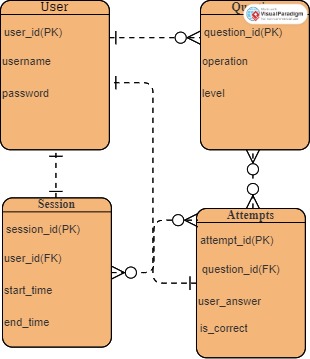 User
user_id(PK)
username
password
question_id(PK)
operation
level
Visual Paradigm
Session
session_id(PK)
user_id(FK)
start_time
end_time
Attempts
attempt_id(PK)
question_id(FK)
user_answer
is_correct